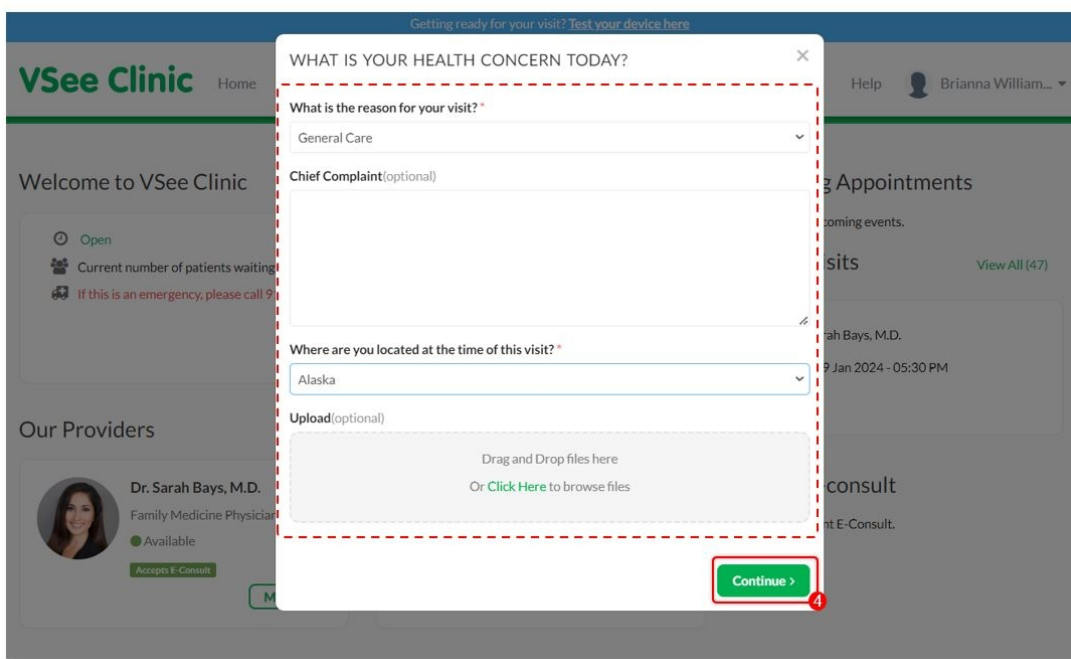 Getting ready for your visit? Test your device here
VSee Clinic
Home
Help
Brianna William...
WHAT IS YOUR HEALTH CONCERN TODAY?
×
What is the reason for your visit? *
General Care
Chief Complaint(optional)
Where are you located at the time of this visit? *
Alaska
Upload(optional)
Drag and Drop files here
Or Click Here to browse files
Continue >
4
Welcome to VSee Clinic
Open
Current number of patients waiting
If this is an emergency, please call 9
Our Providers
Dr. Sarah Bays, M.D.
Family Medicine Physician
Available
Accepts E-Consult
M
Appointments
coming events.
sits
View All (47)
rah Bays, M.D.
9 Jan 2024 - 05:30 PM
consult
nt E-Consult.